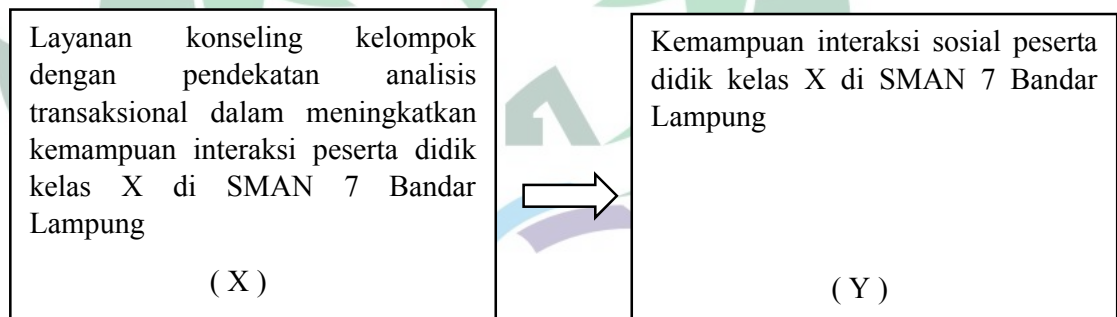 Layanan konseling kelompok
dengan pendekatan analisis
transaksional dalam meningkatkan
kemampuan interaksi peserta didik
kelas X di SMAN 7 Bandar
Lampung
( X )
Kemampuan interaksi sosial peserta
didik kelas X di SMAN 7 Bandar
Lampung
( Y )